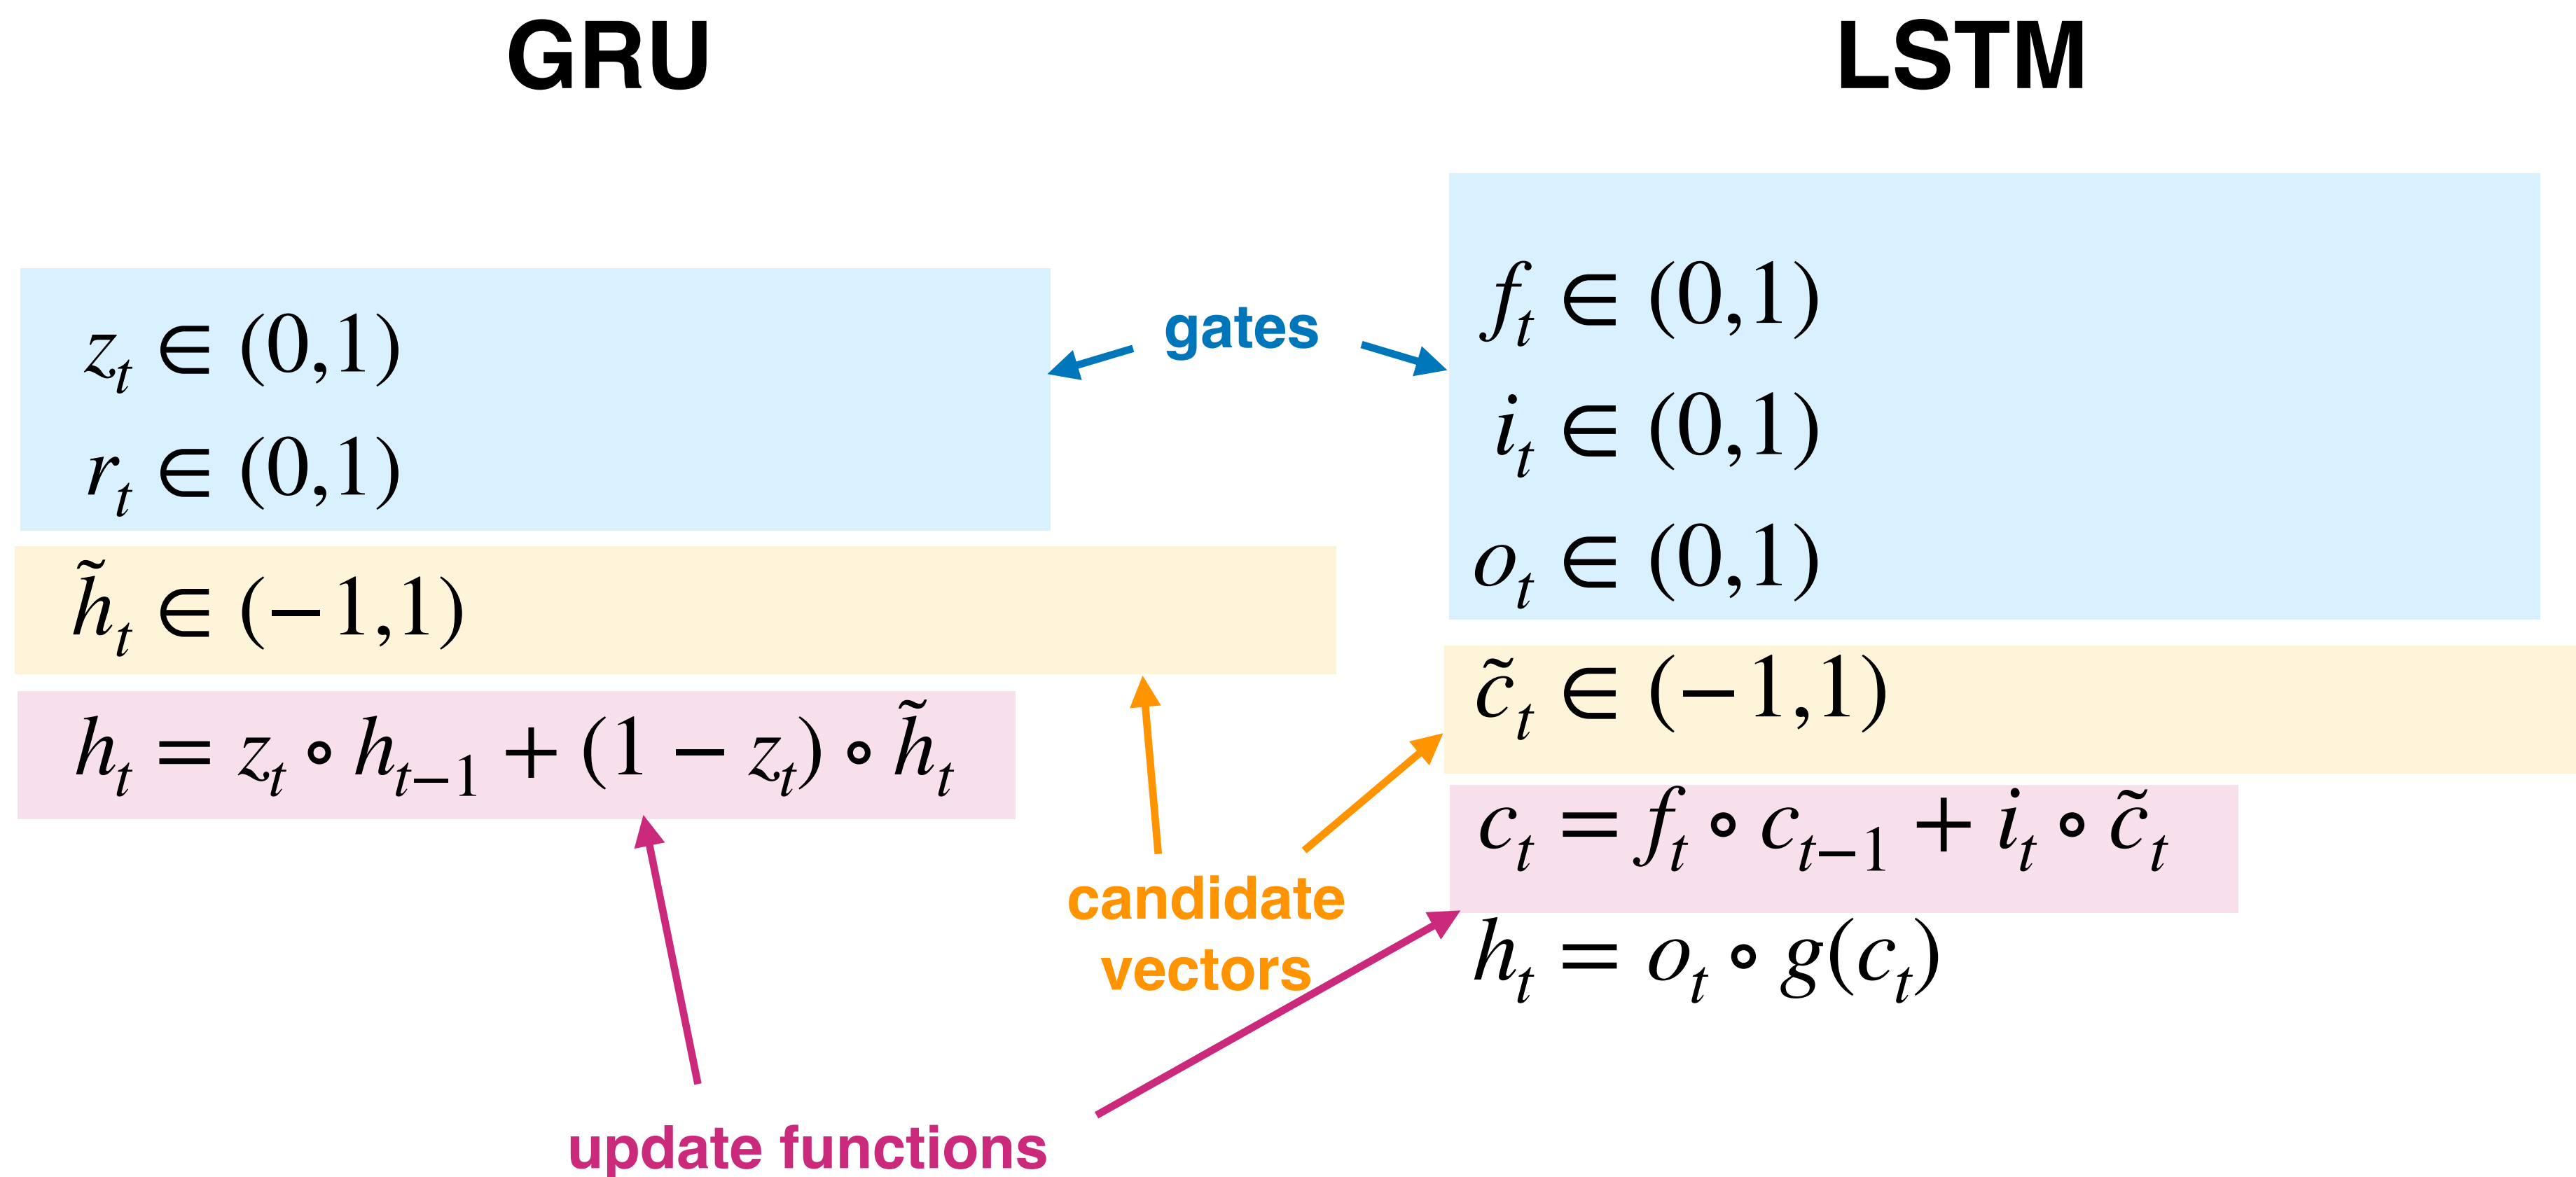 GRU
z_t ∈ (0,1)
r_t ∈ (0,1)
h̃_t ∈ (−1,1)
h_t = z_t ∘ h_{t−1} + (1 − z_t) ∘ h̃_t
gates
candidate
vectors
update functions
LSTM
f_t ∈ (0,1)
i_t ∈ (0,1)
o_t ∈ (0,1)
c̃_t ∈ (−1,1)
c_t = f_t ∘ c_{t−1} + i_t ∘ c̃_t
h_t = o_t ∘ g(c_t)